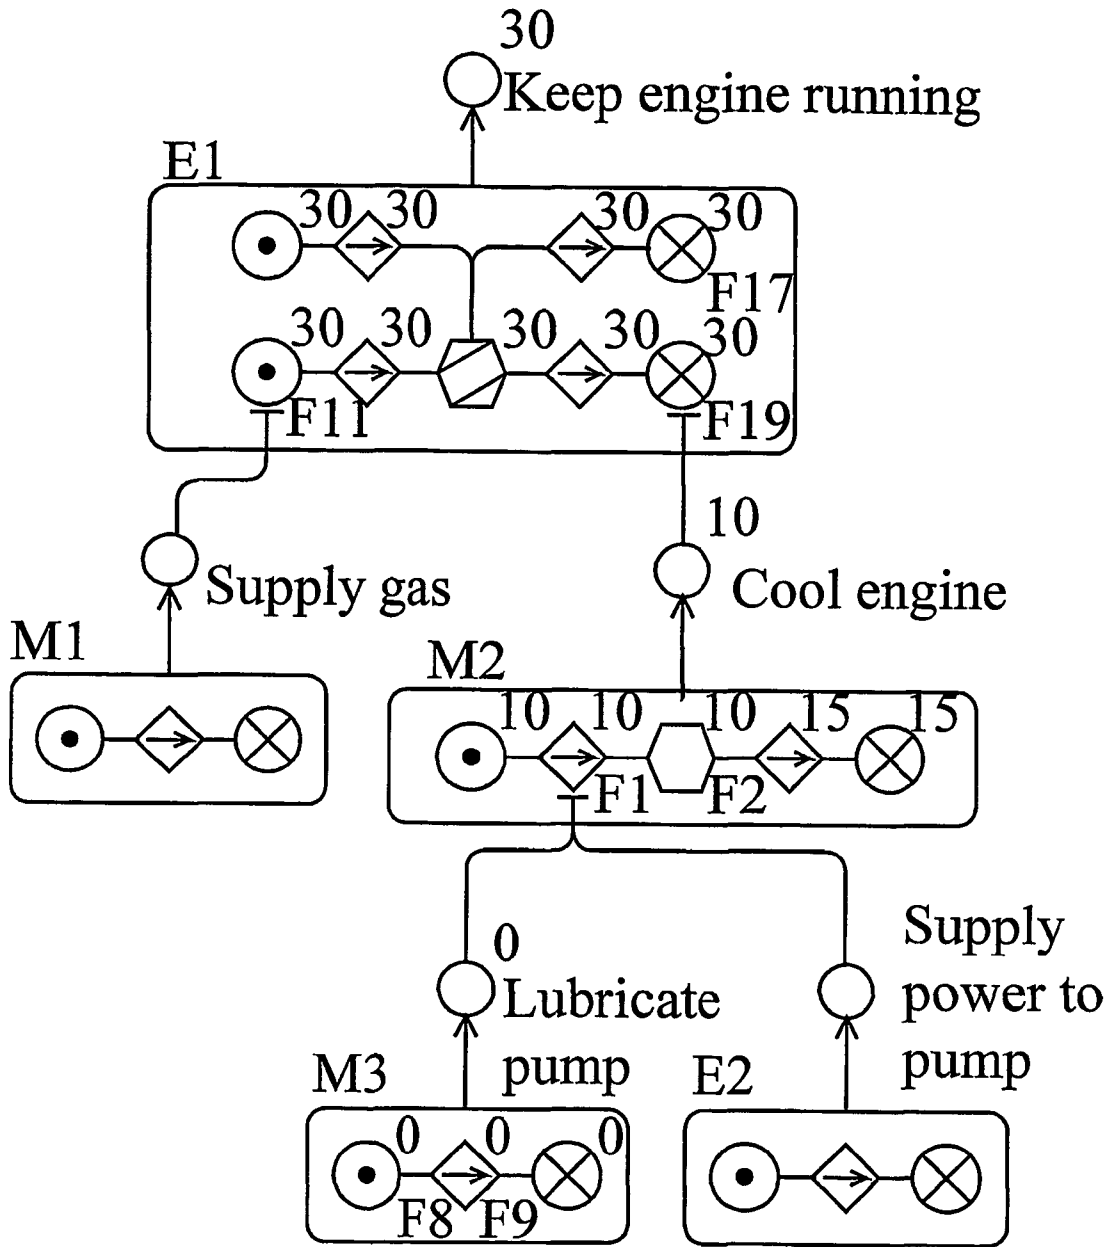 30
Keep engine running
E1
30 30 30 30
F17
30 30 30 30 30
F11 F19
10
Supply gas
Cool engine
M1
M2
10 10 10 15 15
F1 F2
0
Lubricate
pump
Supply
power to
pump
M3
E2
0 0 0
F8 F9